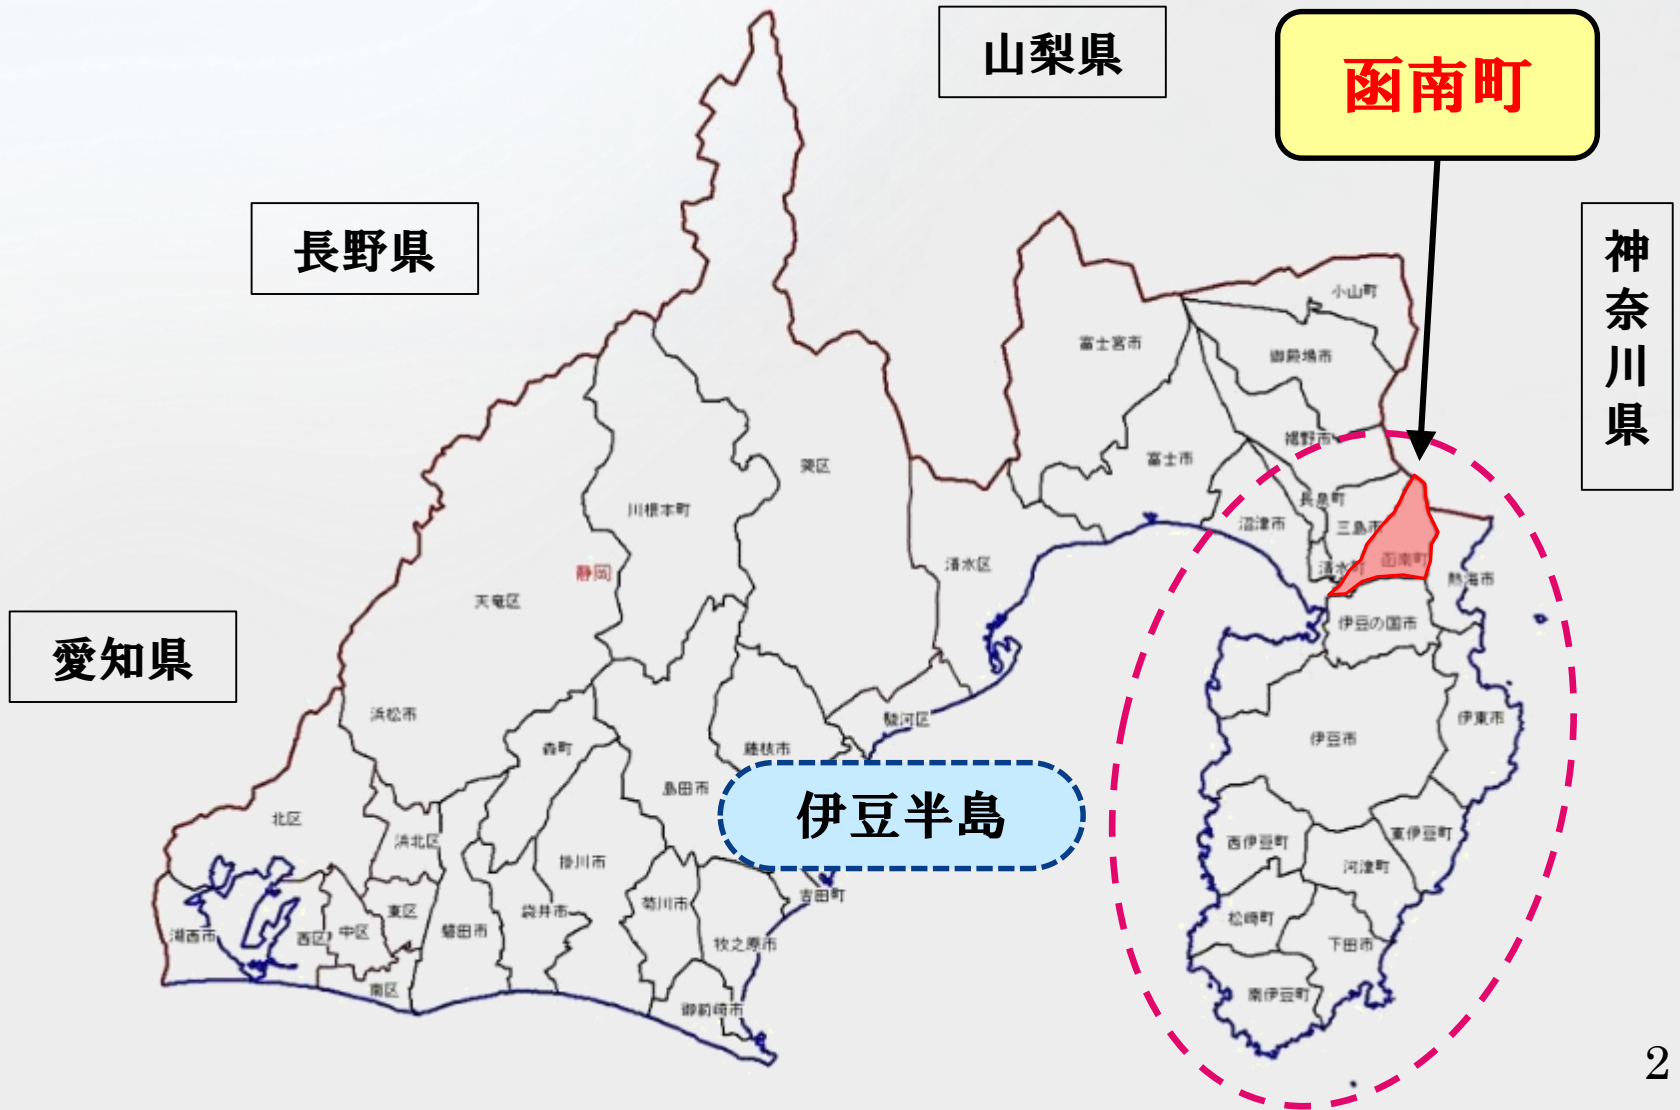 山梨県
函南町
長野県
神奈川県
小山町
富士宮市
御殿場市
裾野市
富士市
葵区
長泉町
川根本町
沼津市
三島市
函南町
清水区
清水町
静岡
熱海市
天竜区
伊豆の国市
愛知県
浜松市
駿河区
伊東市
森町
藤枝市
伊豆市
島田市
伊豆半島
北区
浜北区
西伊豆町
東伊豆町
掛川市
河津町
吉田町
菊川市
東区
袋井市
松崎町
湖西市
西区
中区
磐田市
牧之原市
下田市
南区
南伊豆町
御前崎市
2